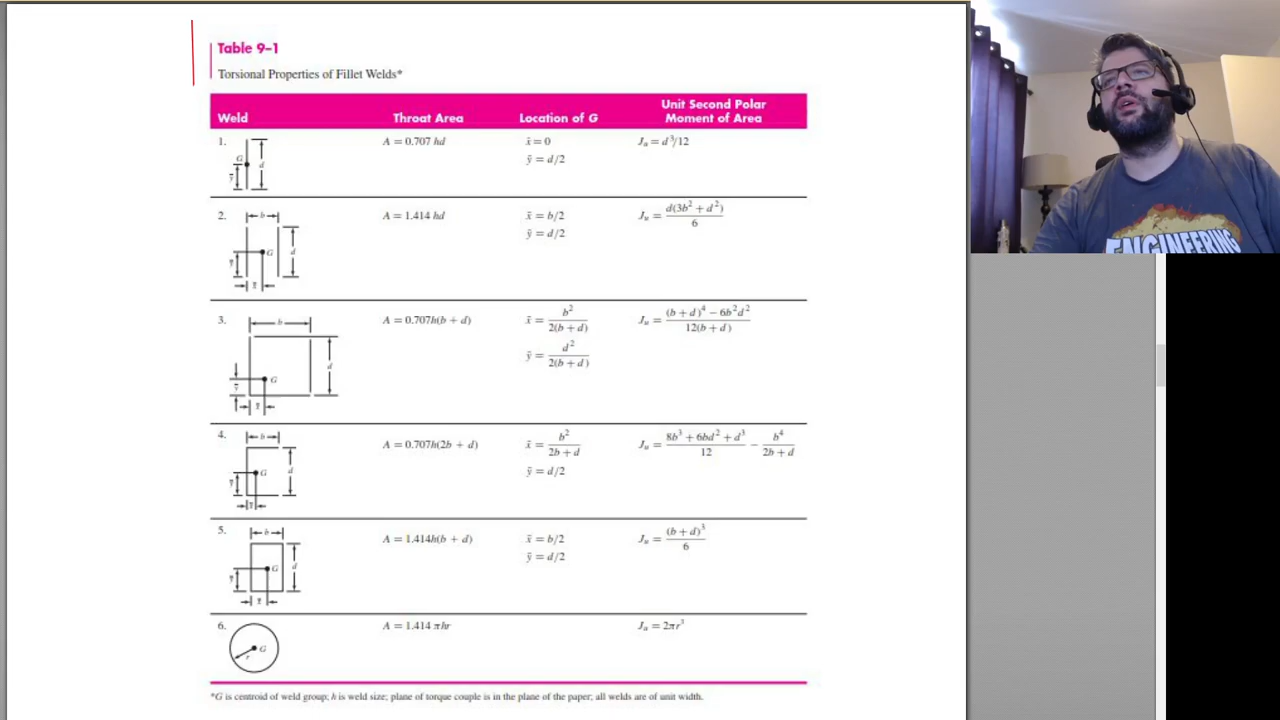 Table 9–1
Torsional Properties of Fillet Welds*
Weld Throat Area Location of G Unit Second Polar Moment of Area
1. A = 0.707 hd x̄ = 0 Jᵤ = d³/12
ȳ = d/2
G d ȳ
2. A = 1.414 hd x̄ = b/2 Jᵤ = d(3b² + d²)/6
ȳ = d/2
b G d ȳ x̄
3. A = 0.707h(b + d) x̄ = b²/2(b + d) Jᵤ = (b + d)⁴ − 6b²d²/12(b + d)
ȳ = d²/2(b + d)
b d G ȳ x̄
4. A = 0.707h(2b + d) x̄ = b²/2b + d Jᵤ = 8b³ + 6bd² + d³/12 − b⁴/2b + d
ȳ = d/2
b G d ȳ x̄
5. A = 1.414h(b + d) x̄ = b/2 Jᵤ = (b + d)³/6
ȳ = d/2
b G d ȳ x̄
6. A = 1.414 πhr Jᵤ = 2πr³
G r
*G is centroid of weld group; h is weld size; plane of torque couple is in the plane of the paper; all welds are of unit width.
ENGINEERING